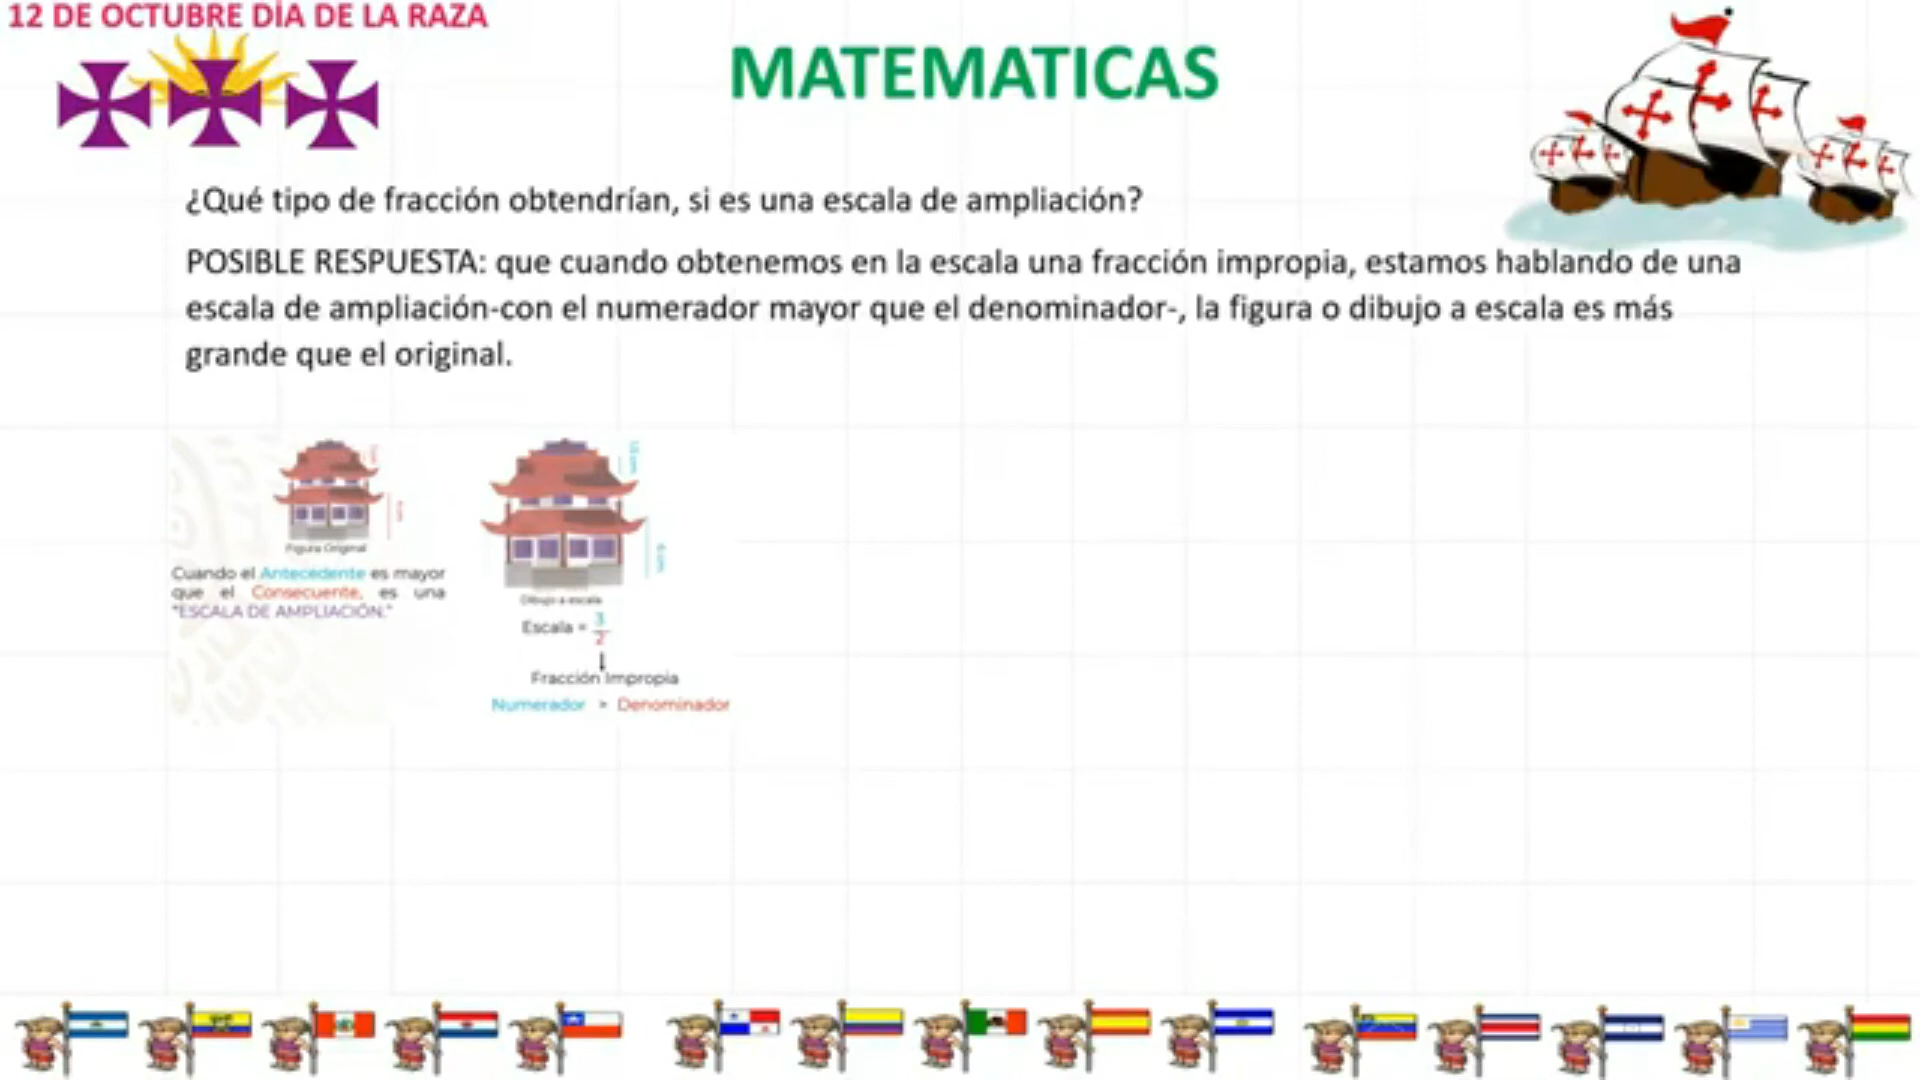 12 DE OCTUBRE DÍA DE LA RAZA
MATEMATICAS
¿Qué tipo de fracción obtendrían, si es una escala de ampliación?
POSIBLE RESPUESTA: que cuando obtenemos en la escala una fracción impropia, estamos hablando de una
escala de ampliación-con el numerador mayor que el denominador-, la figura o dibujo a escala es más
grande que el original.
Figura Original
Cuando el Antecedente es mayor
que el Consecuente, es una
"ESCALA DE AMPLIACIÓN."
Dibujo a escala
Escala = 3
2
Fracción Impropia
Numerador > Denominador